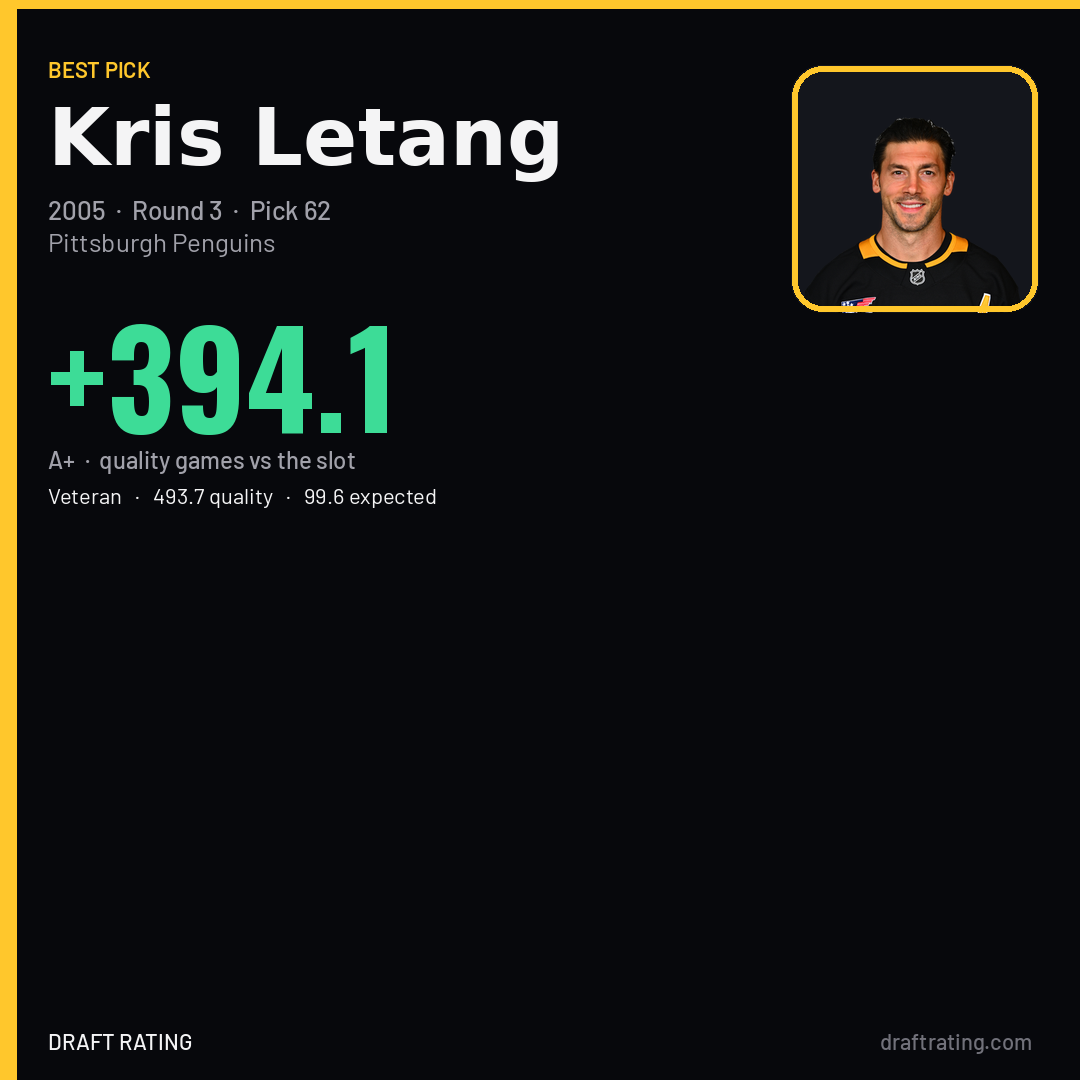 BEST PICK
Kris Letang
2005 · Round 3 · Pick 62
Pittsburgh Penguins
+394.1
A+ · quality games vs the slot
Veteran · 493.7 quality · 99.6 expected
DRAFT RATING
draftrating.com